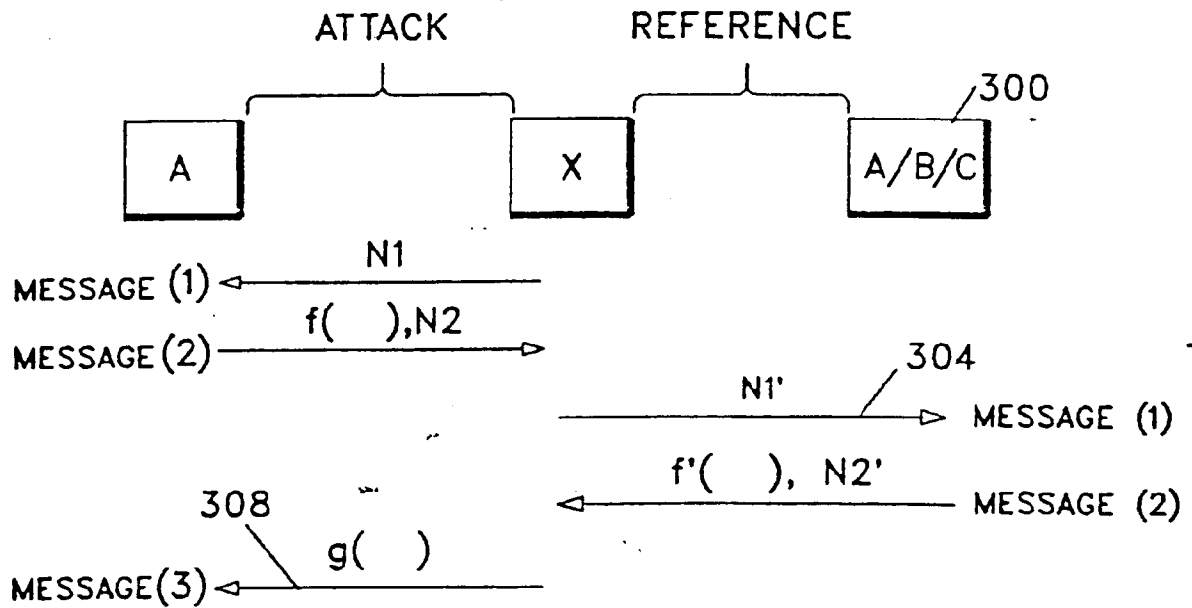 ATTACK REFERENCE
300
A X A/B/C
N1
MESSAGE (1)
f( ),N2
MESSAGE (2)
304
N1'
MESSAGE (1)
f'( ), N2'
MESSAGE (2)
308
g( )
MESSAGE (3)